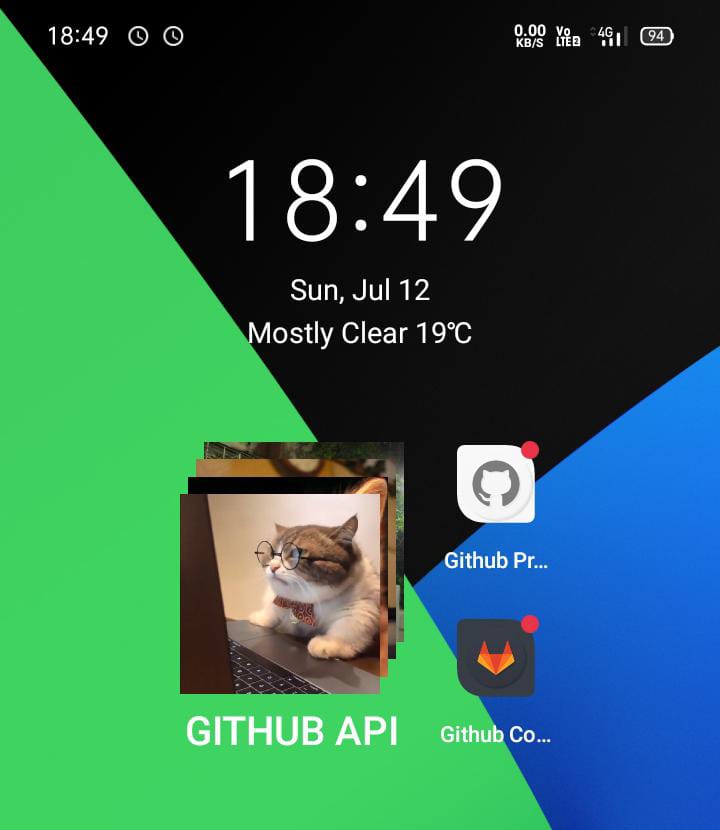 18:49
0.00
KB/S
Vo
LTE2
4G
94
18:49
Sun, Jul 12
Mostly Clear 19℃
Github Pr...
GITHUB API
Github Co...